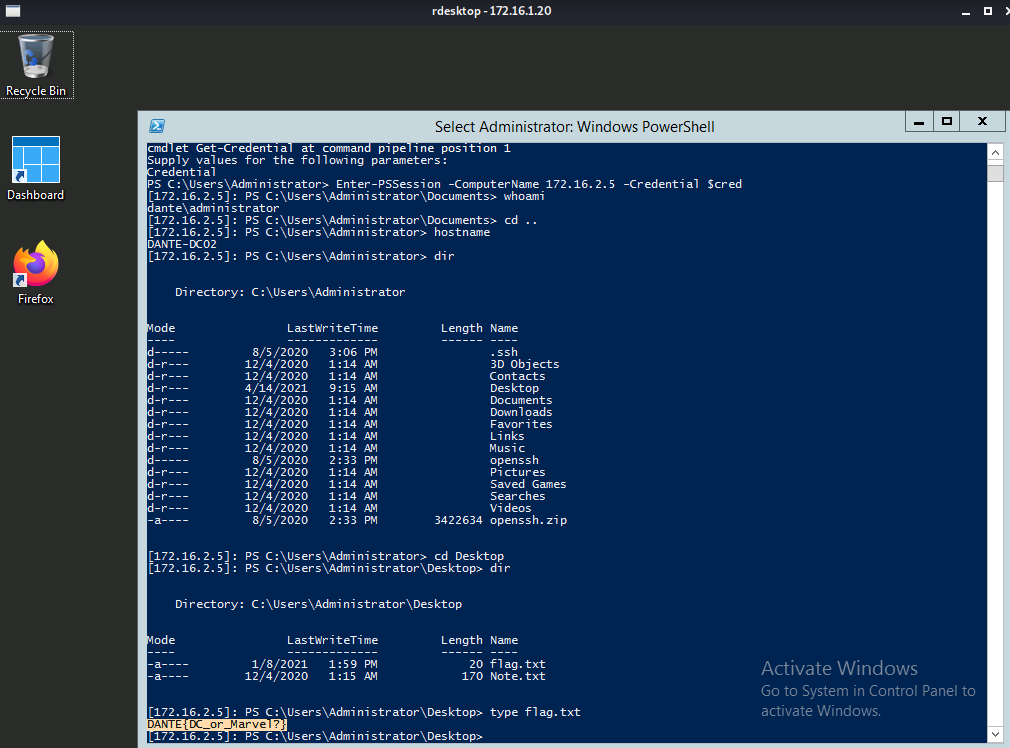 rdesktop - 172.16.1.20
Recycle Bin
Dashboard
Firefox
Select Administrator: Windows PowerShell
cmdlet Get-Credential at command pipeline position 1
Supply values for the following parameters:
Credential
PS C:\Users\Administrator> Enter-PSSession -ComputerName 172.16.2.5 -Credential $cred
[172.16.2.5]: PS C:\Users\Administrator\Documents> whoami
dante\administrator
[172.16.2.5]: PS C:\Users\Administrator\Documents> cd ..
[172.16.2.5]: PS C:\Users\Administrator> hostname
DANTE-DC02
[172.16.2.5]: PS C:\Users\Administrator> dir
Directory: C:\Users\Administrator
Mode LastWriteTime Length Name
---- ------------- ------ ----
d----- 8/5/2020 3:06 PM .ssh
d-r--- 12/4/2020 1:14 AM 3D Objects
d-r--- 12/4/2020 1:14 AM Contacts
d-r--- 4/14/2021 9:15 AM Desktop
d-r--- 12/4/2020 1:14 AM Documents
d-r--- 12/4/2020 1:14 AM Downloads
d-r--- 12/4/2020 1:14 AM Favorites
d-r--- 12/4/2020 1:14 AM Links
d-r--- 12/4/2020 1:14 AM Music
d----- 8/5/2020 2:33 PM openssh
d-r--- 12/4/2020 1:14 AM Pictures
d-r--- 12/4/2020 1:14 AM Saved Games
d-r--- 12/4/2020 1:14 AM Searches
d-r--- 12/4/2020 1:14 AM Videos
-a---- 8/5/2020 2:33 PM 3422634 openssh.zip
[172.16.2.5]: PS C:\Users\Administrator> cd Desktop
[172.16.2.5]: PS C:\Users\Administrator\Desktop> dir
Directory: C:\Users\Administrator\Desktop
Mode LastWriteTime Length Name
---- ------------- ------ ----
-a---- 1/8/2021 1:59 PM 20 flag.txt
-a---- 12/4/2020 1:15 AM 170 Note.txt
[172.16.2.5]: PS C:\Users\Administrator\Desktop> type flag.txt
DANTE{DC_or_Marvel?}
[172.16.2.5]: PS C:\Users\Administrator\Desktop>
Activate Windows
Go to System in Control Panel to
activate Windows.